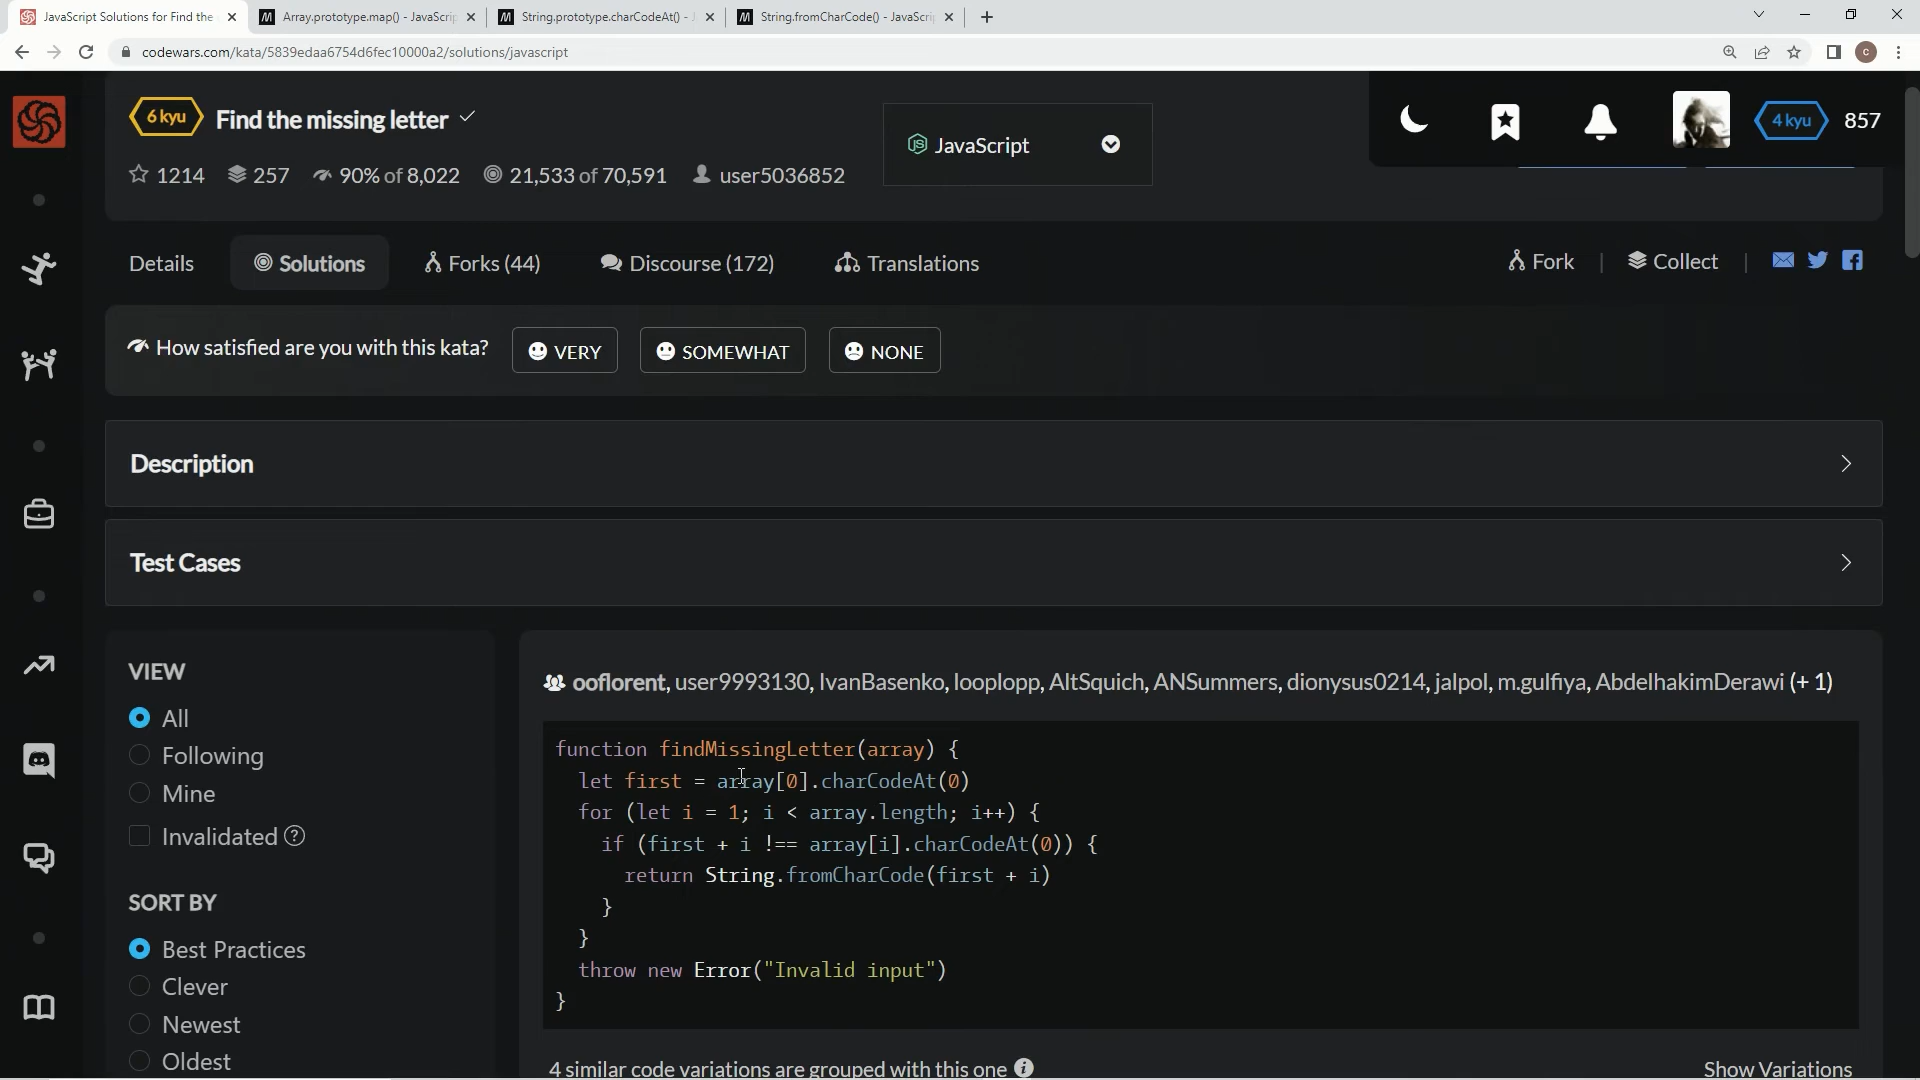 JavaScript Solutions for Find the
Array.prototype.map() - JavaScrip
String.prototype.charCodeAt() - J
String.fromCharCode() - JavaScrip
codewars.com/kata/5839edaa6754d6fec10000a2/solutions/javascript
C
6 kyu Find the missing letter
JavaScript
4 kyu 857
1214 257 90% of 8,022 21,533 of 70,591 user5036852
Details Solutions Forks (44) Discourse (172) Translations
Fork | Collect |
How satisfied are you with this kata? VERY SOMEWHAT NONE
Description
Test Cases
VIEW
All
Following
Mine
Invalidated ?
SORT BY
Best Practices
Clever
Newest
Oldest
ooflorent, user9993130, IvanBasenko, looplopp, AltSquich, ANSummers, dionysus0214, jalpol, m.gulfiya, AbdelhakimDerawi (+ 1)
function findMissingLetter(array) {
let first = array[0].charCodeAt(0)
for (let i = 1; i < array.length; i++) {
if (first + i !== array[i].charCodeAt(0)) {
return String.fromCharCode(first + i)
}
}
throw new Error("Invalid input")
}
4 similar code variations are grouped with this one
Show Variations